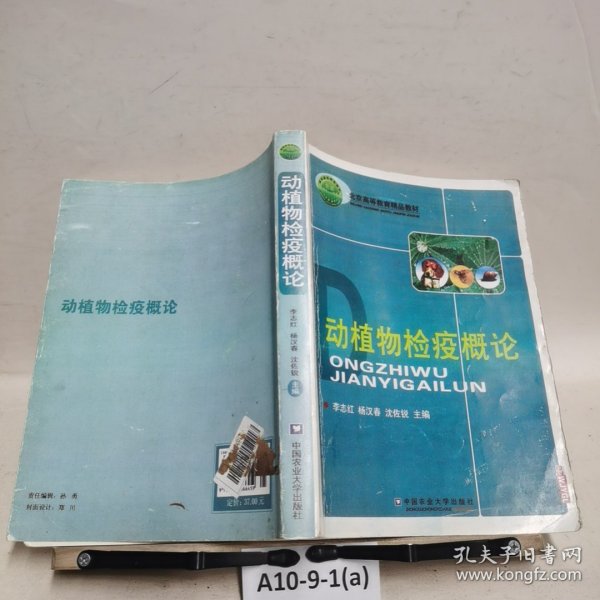 动植物检疫概论
责任编辑：孙勇
封面设计：郑川
定价：37.00元
动植物检疫概论
李志红 杨汉春 沈佐锐 主编
中国农业大学出版社
北京高等教育精品教材
动植物检疫概论
ONGZHIWU
JIANYIGAILUN
李志红 杨汉春 沈佐锐 主编
中国农业大学出版社
A10-9-1(a)
孔夫子旧书网
www.kongfz.com